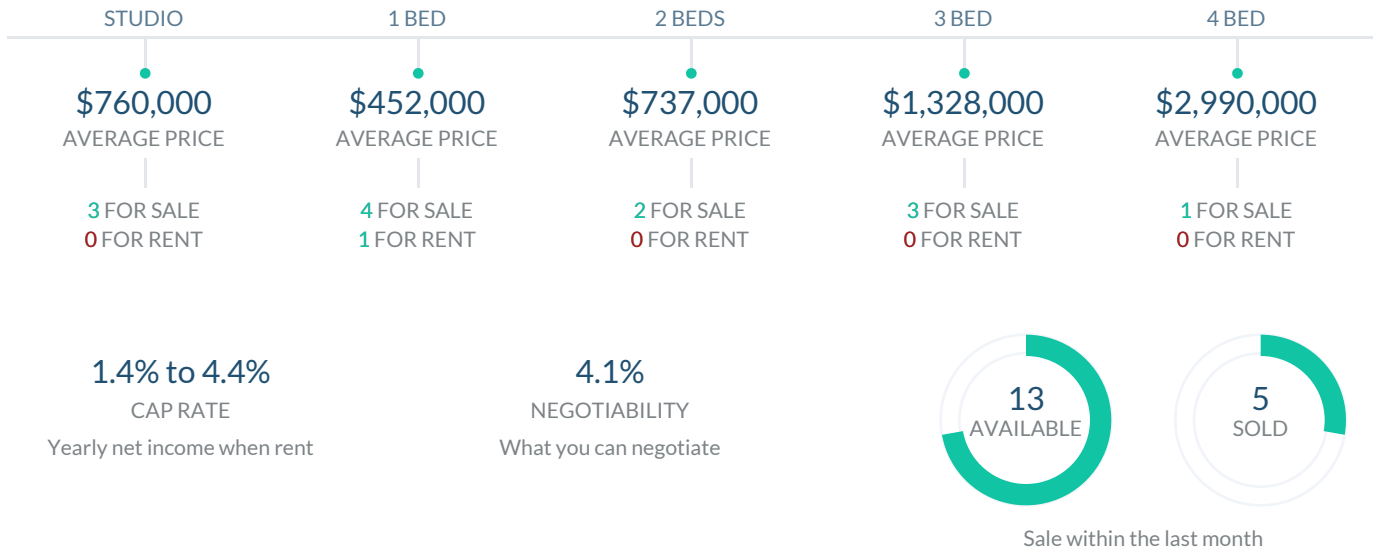 STUDIO
1 BED
2 BEDS
3 BED
4 BED
$760,000
$452,000
$737,000
$1,328,000
$2,990,000
AVERAGE PRICE
AVERAGE PRICE
AVERAGE PRICE
AVERAGE PRICE
AVERAGE PRICE
3 FOR SALE
4 FOR SALE
2 FOR SALE
3 FOR SALE
1 FOR SALE
0 FOR RENT
1 FOR RENT
0 FOR RENT
0 FOR RENT
0 FOR RENT
1.4% to 4.4%
CAP RATE
Yearly net income when rent
4.1%
NEGOTIABILITY
What you can negotiate
13
AVAILABLE
5
SOLD
Sale within the last month